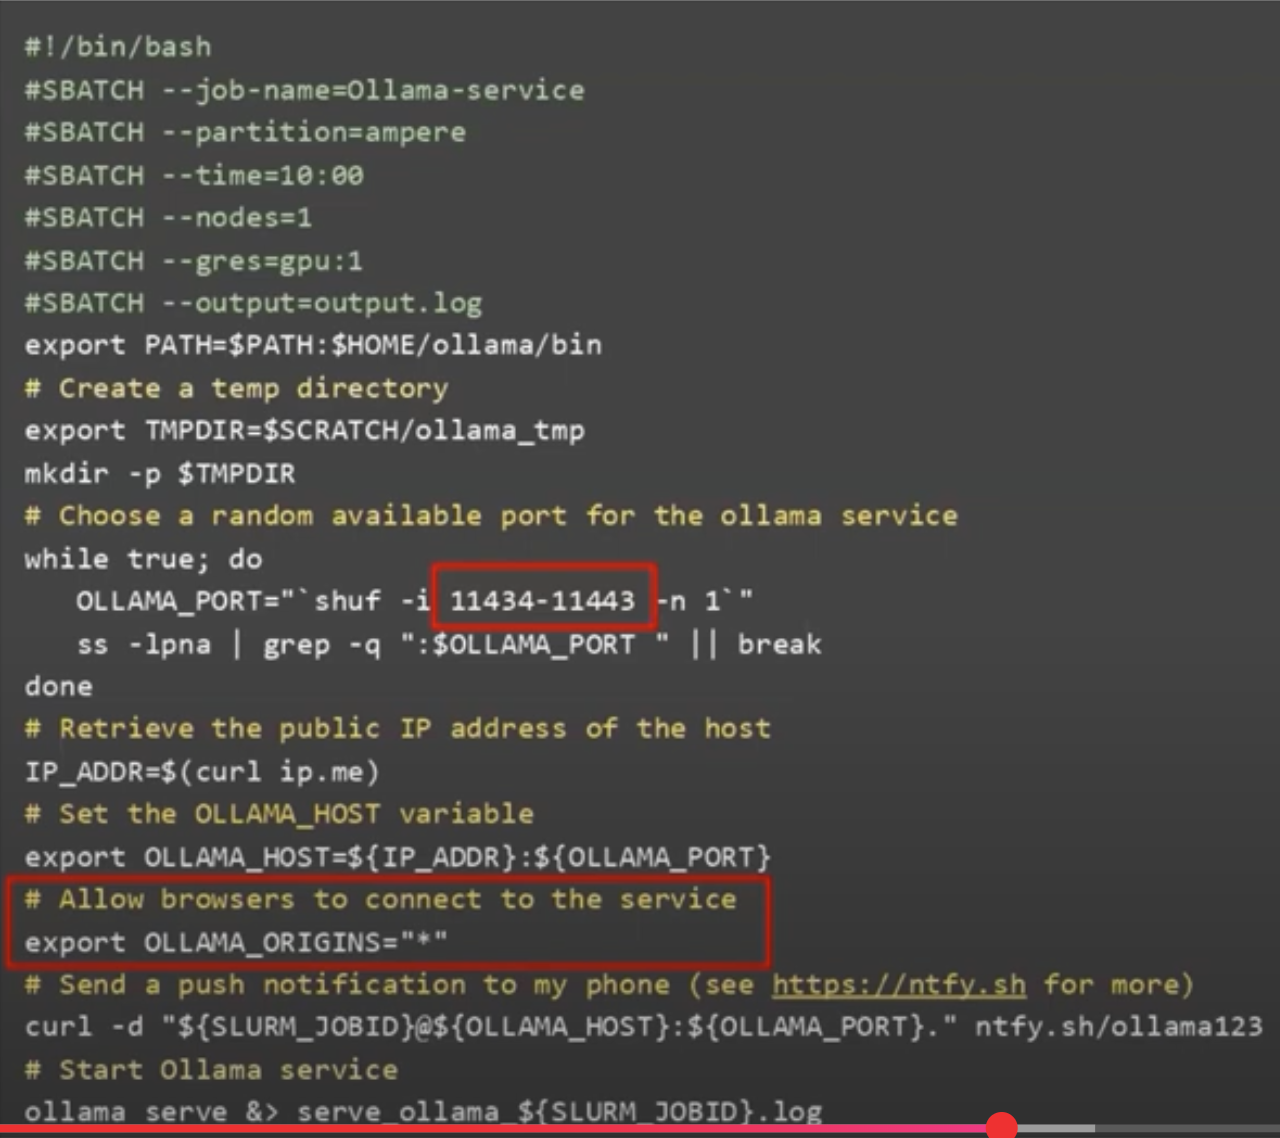 #!/bin/bash
#SBATCH --job-name=Ollama-service
#SBATCH --partition=ampere
#SBATCH --time=10:00
#SBATCH --nodes=1
#SBATCH --gres=gpu:1
#SBATCH --output=output.log
export PATH=$PATH:$HOME/ollama/bin
# Create a temp directory
export TMPDIR=$SCRATCH/ollama_tmp
mkdir -p $TMPDIR
# Choose a random available port for the ollama service
while true; do
   OLLAMA_PORT="`shuf -i 11434-11443 -n 1`"
   ss -lpna | grep -q ":$OLLAMA_PORT " || break
done
# Retrieve the public IP address of the host
IP_ADDR=$(curl ip.me)
# Set the OLLAMA_HOST variable
export OLLAMA_HOST=${IP_ADDR}:${OLLAMA_PORT}
# Allow browsers to connect to the service
export OLLAMA_ORIGINS="*"
# Send a push notification to my phone (see https://ntfy.sh for more)
curl -d "${SLURM_JOBID}@${OLLAMA_HOST}:${OLLAMA_PORT}." ntfy.sh/ollama123
# Start Ollama service
ollama serve &> serve_ollama_${SLURM_JOBID}.log